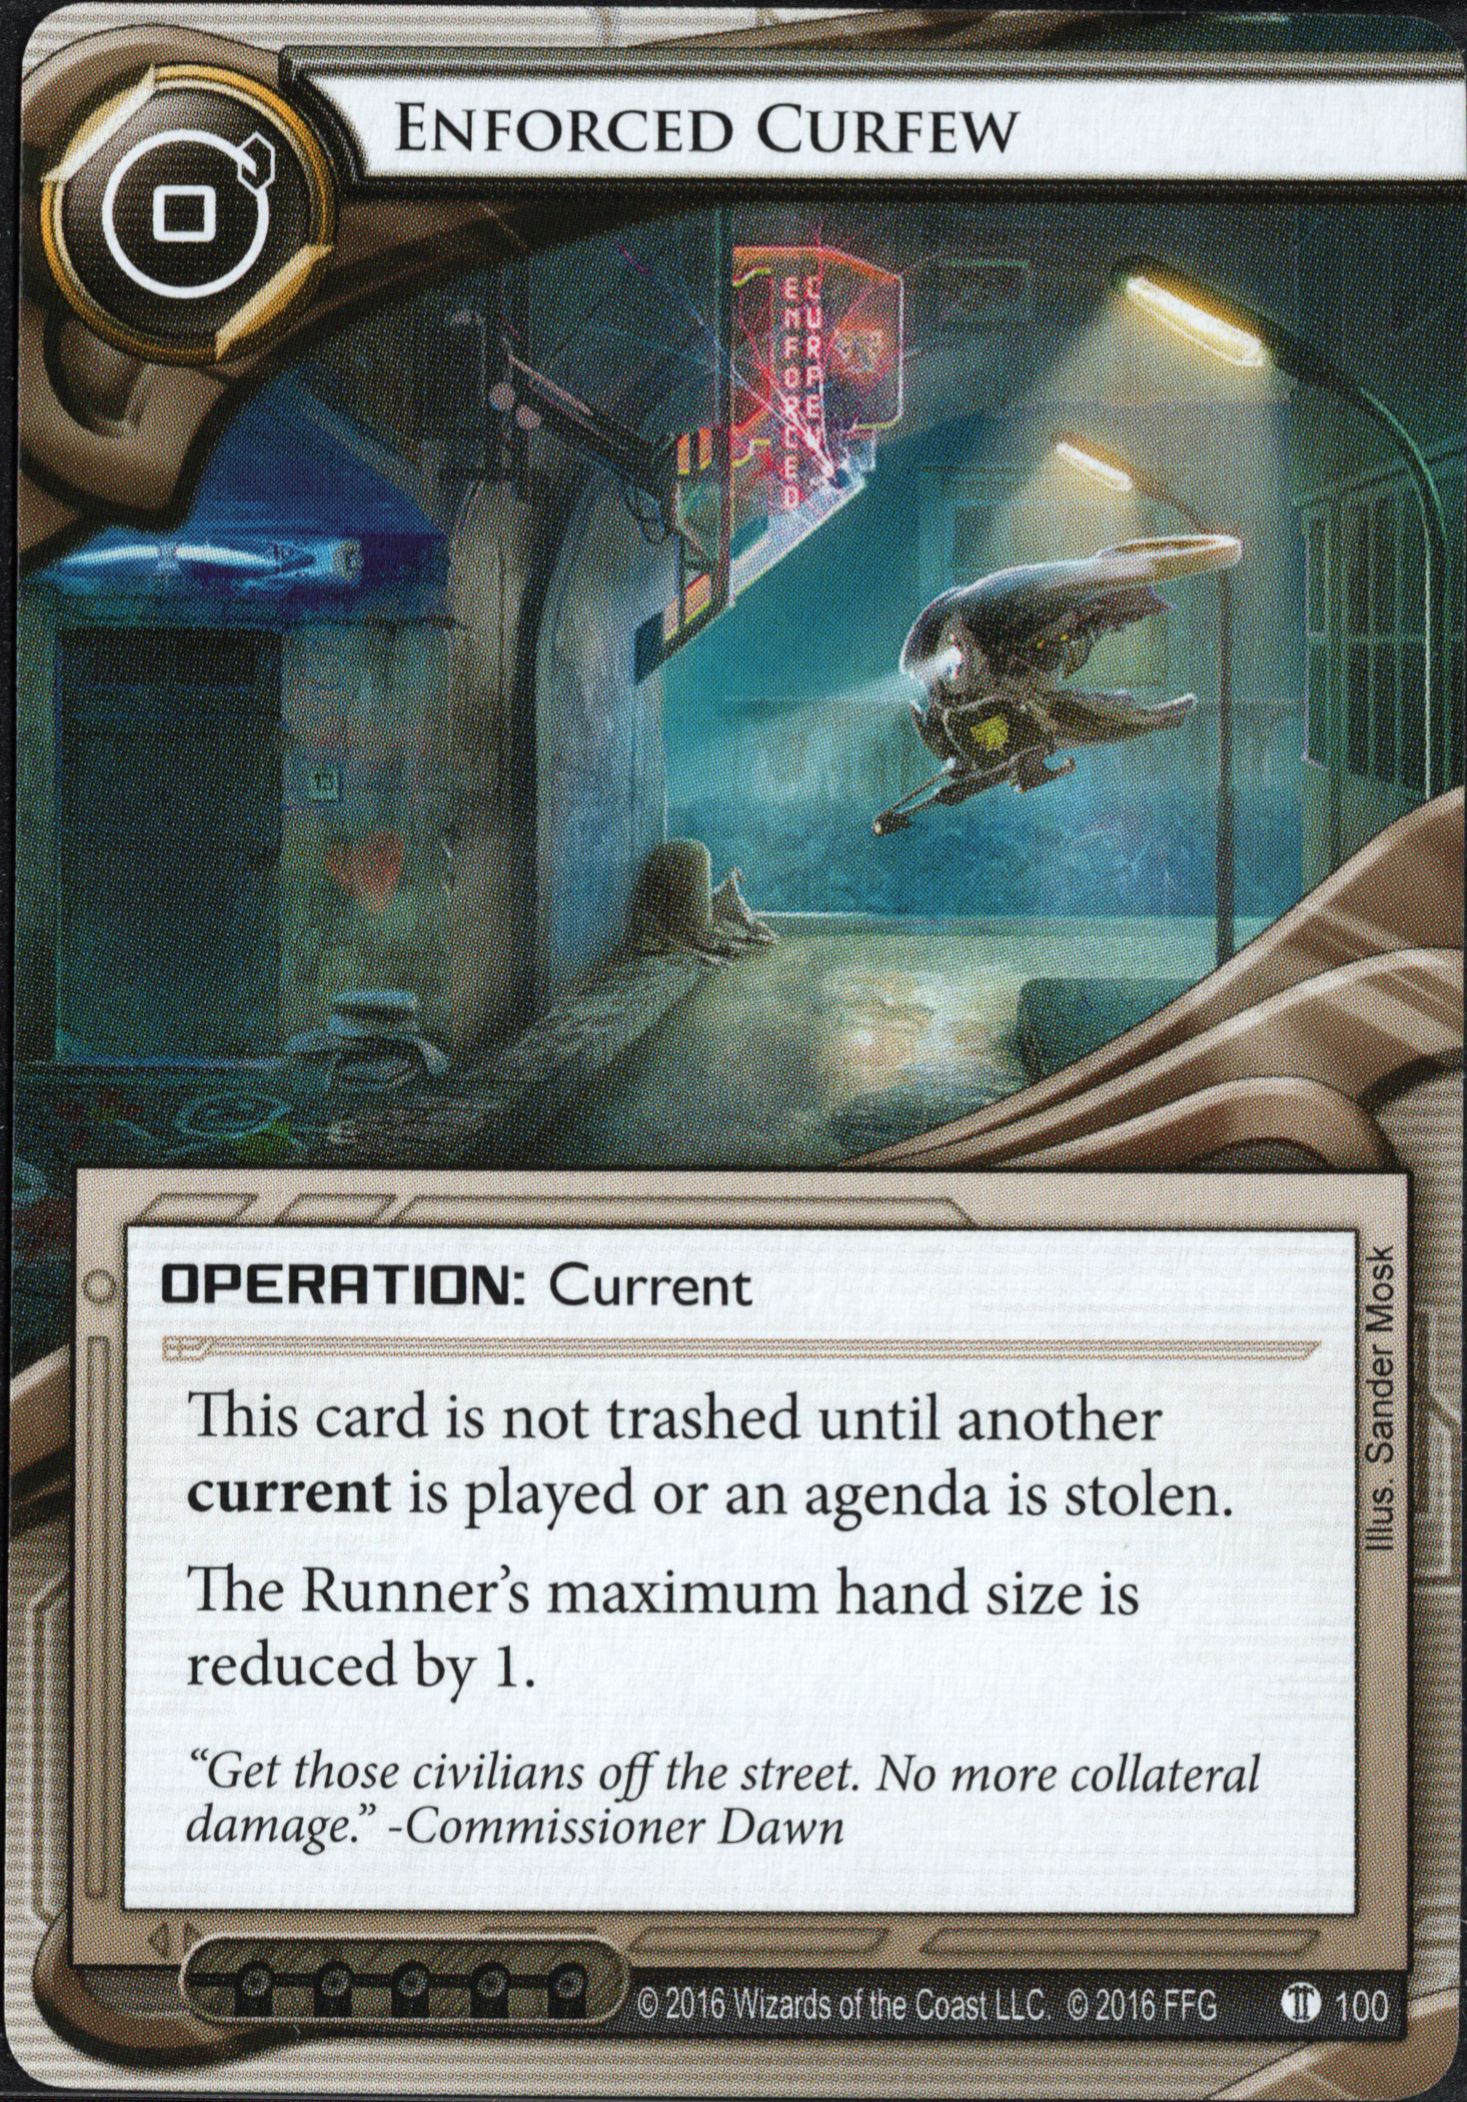 0
ENFORCED CURFEW
ENFORCED
CURFEW
13
OPERATION: Current
This card is not trashed until another
current is played or an agenda is stolen.
The Runner's maximum hand size is
reduced by 1.
“Get those civilians off the street. No more collateral
damage.” -Commissioner Dawn
Illus. Sander Mosk
© 2016 Wizards of the Coast LLC. © 2016 FFG
100